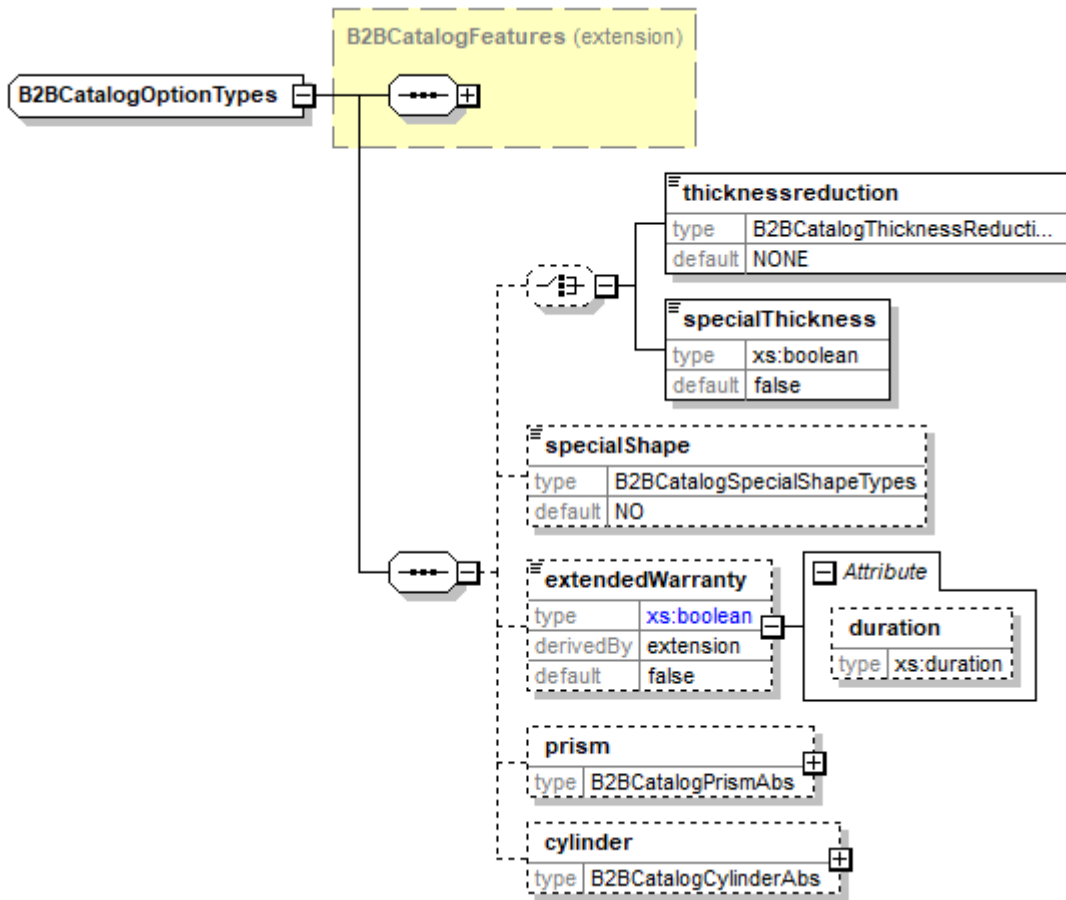 B2BCatalogFeatures (extension)
B2BCatalogOptionTypes
thicknessreduction
type B2BCatalogThicknessReducti...
default NONE
specialThickness
type xs:boolean
default false
specialShape
type B2BCatalogSpecialShapeTypes
default NO
extendedWarranty
type xs:boolean
derivedBy extension
default false
Attribute
duration
type xs:duration
prism
type B2BCatalogPrismAbs
cylinder
type B2BCatalogCylinderAbs